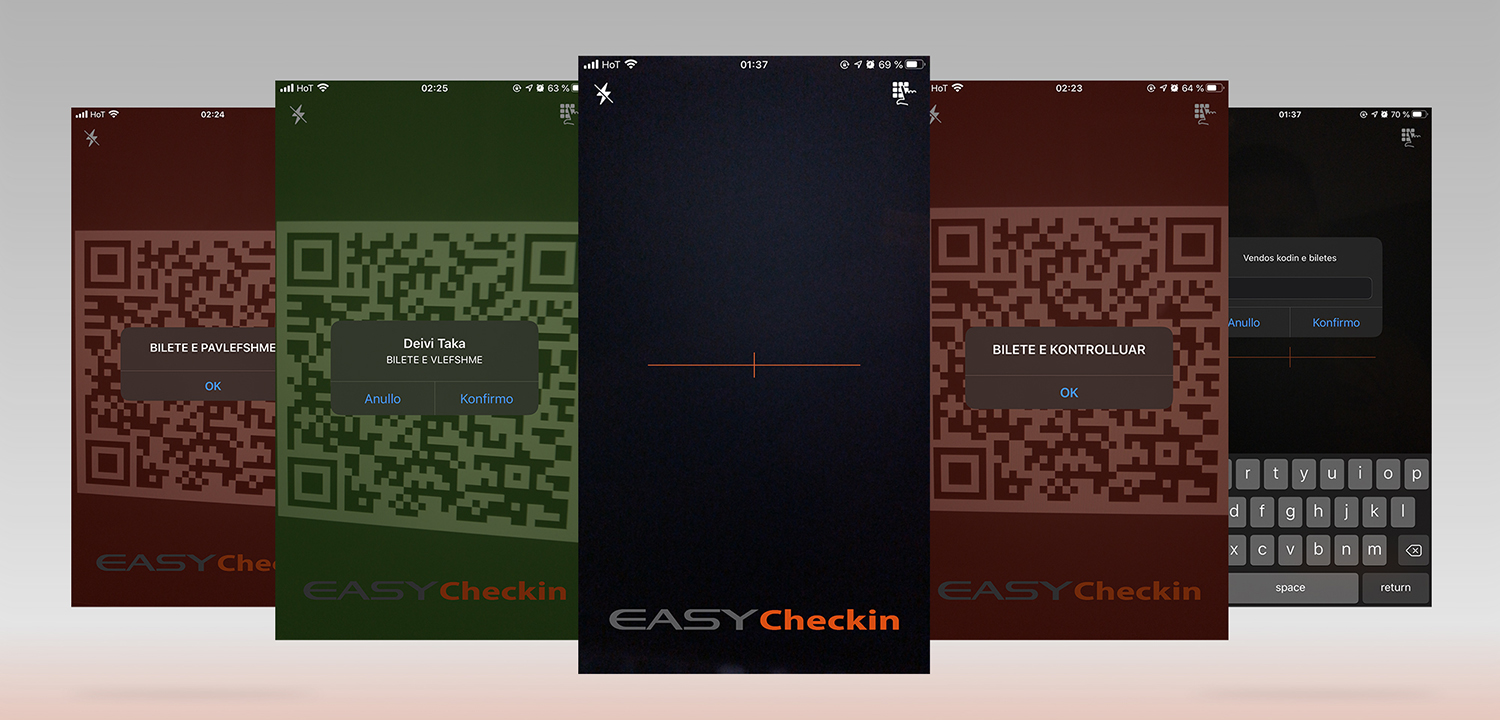 HoT 02:24
BILETE E PAVLEFSHME
OK
EASYChe
HoT 02:25 63 %
Deivi Taka
BILETE E VLEFSHME
Anullo Konfirmo
EASYCheckin
HoT 01:37 69 %
EASYCheckin
HoT 02:23 64 %
BILETE E KONTROLLUAR
OK
EASYCheckin
01:37 70 %
Vendos kodin e biletes
Anullo Konfirmo
r t y u i o p
d f g h j k l
x c v b n m
space return